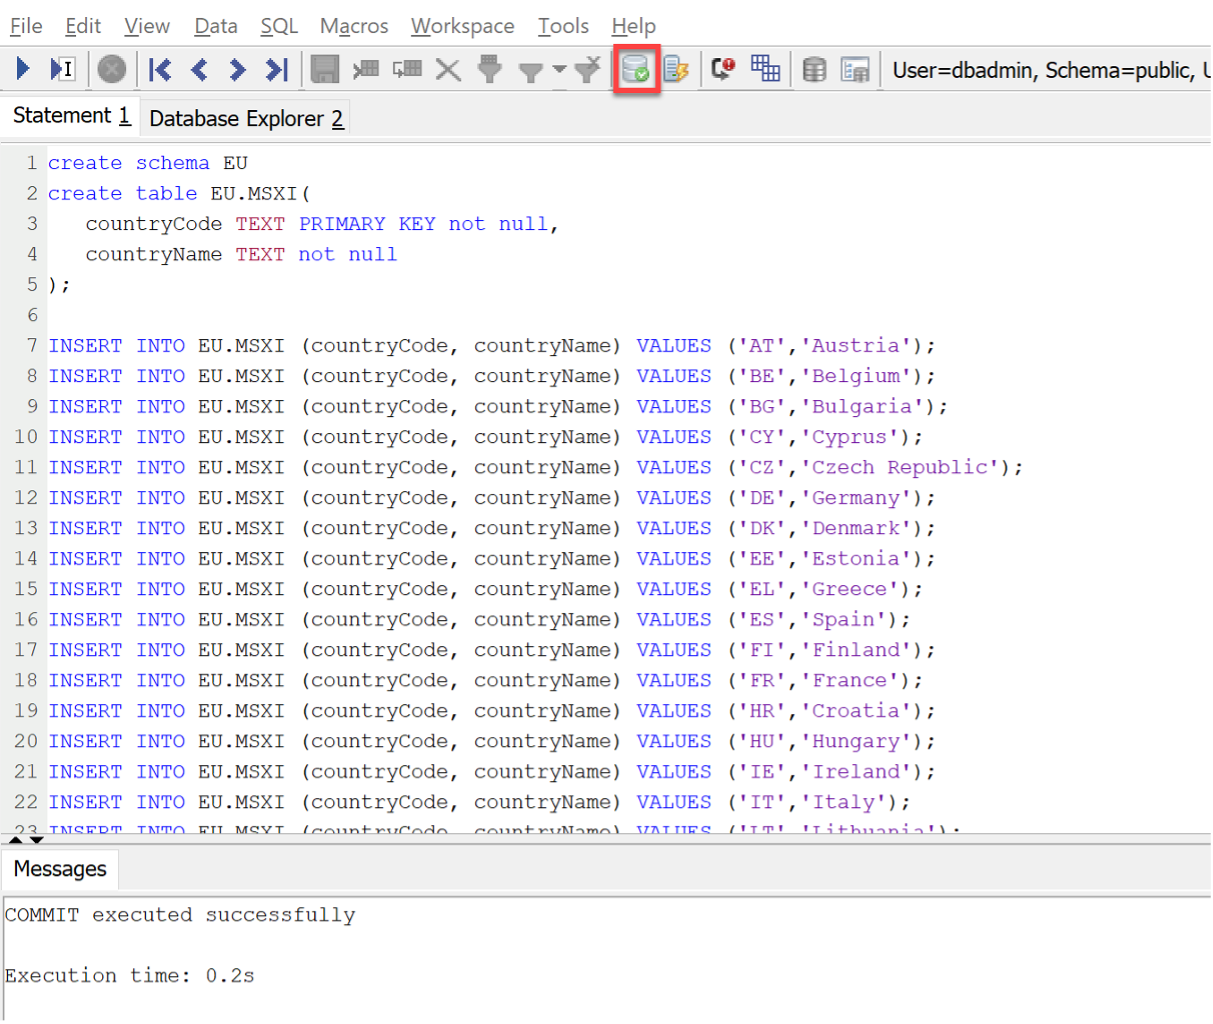 File Edit View Data SQL Macros Workspace Tools Help
I User=dbadmin, Schema=public,
Statement 1 Database Explorer 2
1 create schema EU
2 create table EU.MSXI(
3 countryCode TEXT PRIMARY KEY not null,
4 countryName TEXT not null
5 );
6
7 INSERT INTO EU.MSXI (countryCode, countryName) VALUES ('AT','Austria');
8 INSERT INTO EU.MSXI (countryCode, countryName) VALUES ('BE','Belgium');
9 INSERT INTO EU.MSXI (countryCode, countryName) VALUES ('BG','Bulgaria');
10 INSERT INTO EU.MSXI (countryCode, countryName) VALUES ('CY','Cyprus');
11 INSERT INTO EU.MSXI (countryCode, countryName) VALUES ('CZ','Czech Republic');
12 INSERT INTO EU.MSXI (countryCode, countryName) VALUES ('DE','Germany');
13 INSERT INTO EU.MSXI (countryCode, countryName) VALUES ('DK','Denmark');
14 INSERT INTO EU.MSXI (countryCode, countryName) VALUES ('EE','Estonia');
15 INSERT INTO EU.MSXI (countryCode, countryName) VALUES ('EL','Greece');
16 INSERT INTO EU.MSXI (countryCode, countryName) VALUES ('ES','Spain');
17 INSERT INTO EU.MSXI (countryCode, countryName) VALUES ('FI','Finland');
18 INSERT INTO EU.MSXI (countryCode, countryName) VALUES ('FR','France');
19 INSERT INTO EU.MSXI (countryCode, countryName) VALUES ('HR','Croatia');
20 INSERT INTO EU.MSXI (countryCode, countryName) VALUES ('HU','Hungary');
21 INSERT INTO EU.MSXI (countryCode, countryName) VALUES ('IE','Ireland');
22 INSERT INTO EU.MSXI (countryCode, countryName) VALUES ('IT','Italy');
23 INSERT INTO EU.MSXI (countryCode, countryName) VALUES ('LT','Lithuania');
Messages
COMMIT executed successfully
Execution time: 0.2s